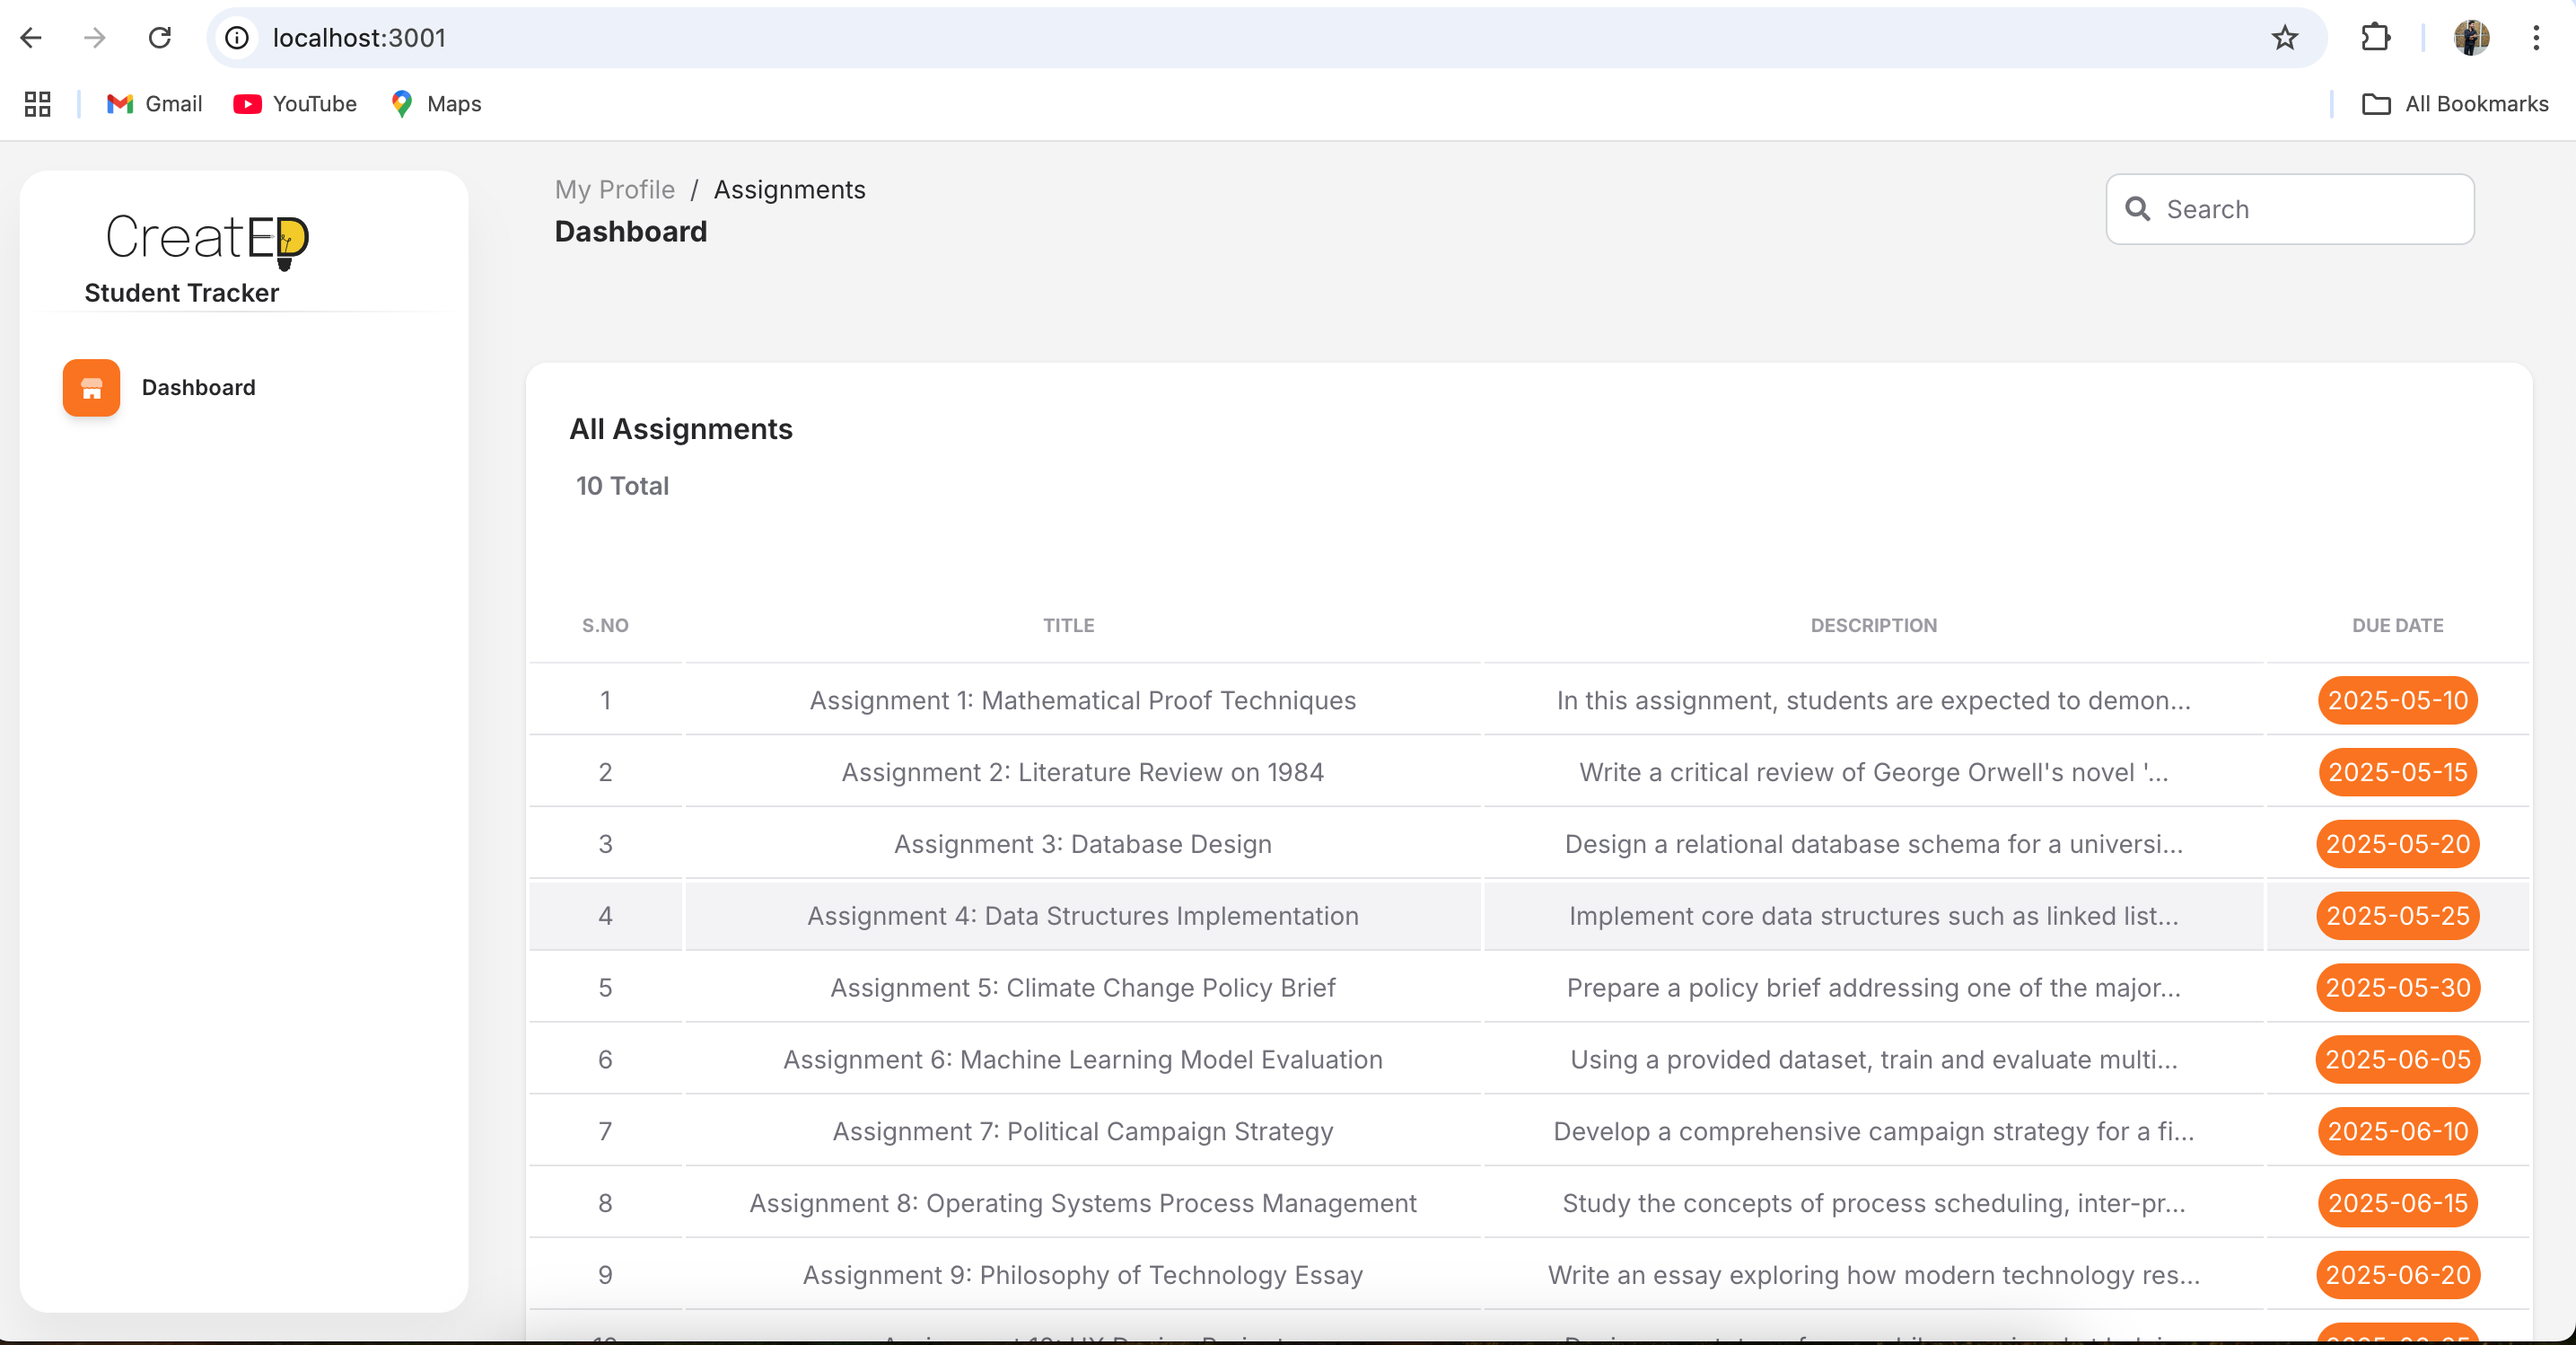 localhost:3001
Gmail YouTube Maps All Bookmarks
CreatED
Student Tracker
Dashboard
My Profile / Assignments
Dashboard
Search
All Assignments
10 Total
S.NO TITLE DESCRIPTION DUE DATE
1 Assignment 1: Mathematical Proof Techniques In this assignment, students are expected to demon... 2025-05-10
2 Assignment 2: Literature Review on 1984 Write a critical review of George Orwell's novel '... 2025-05-15
3 Assignment 3: Database Design Design a relational database schema for a universi... 2025-05-20
4 Assignment 4: Data Structures Implementation Implement core data structures such as linked list... 2025-05-25
5 Assignment 5: Climate Change Policy Brief Prepare a policy brief addressing one of the major... 2025-05-30
6 Assignment 6: Machine Learning Model Evaluation Using a provided dataset, train and evaluate multi... 2025-06-05
7 Assignment 7: Political Campaign Strategy Develop a comprehensive campaign strategy for a fi... 2025-06-10
8 Assignment 8: Operating Systems Process Management Study the concepts of process scheduling, inter-pr... 2025-06-15
9 Assignment 9: Philosophy of Technology Essay Write an essay exploring how modern technology res... 2025-06-20